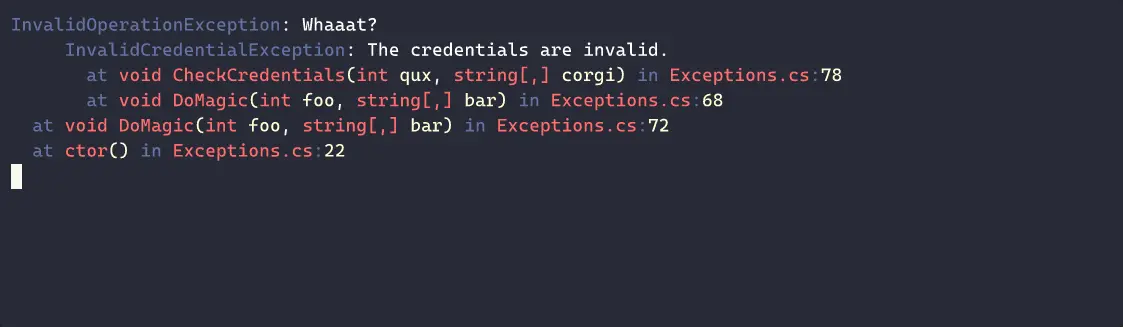 InvalidOperationException: Whaaat?
InvalidCredentialException: The credentials are invalid.
at void CheckCredentials(int qux, string[,] corgi) in Exceptions.cs:78
at void DoMagic(int foo, string[,] bar) in Exceptions.cs:68
at void DoMagic(int foo, string[,] bar) in Exceptions.cs:72
at ctor() in Exceptions.cs:22